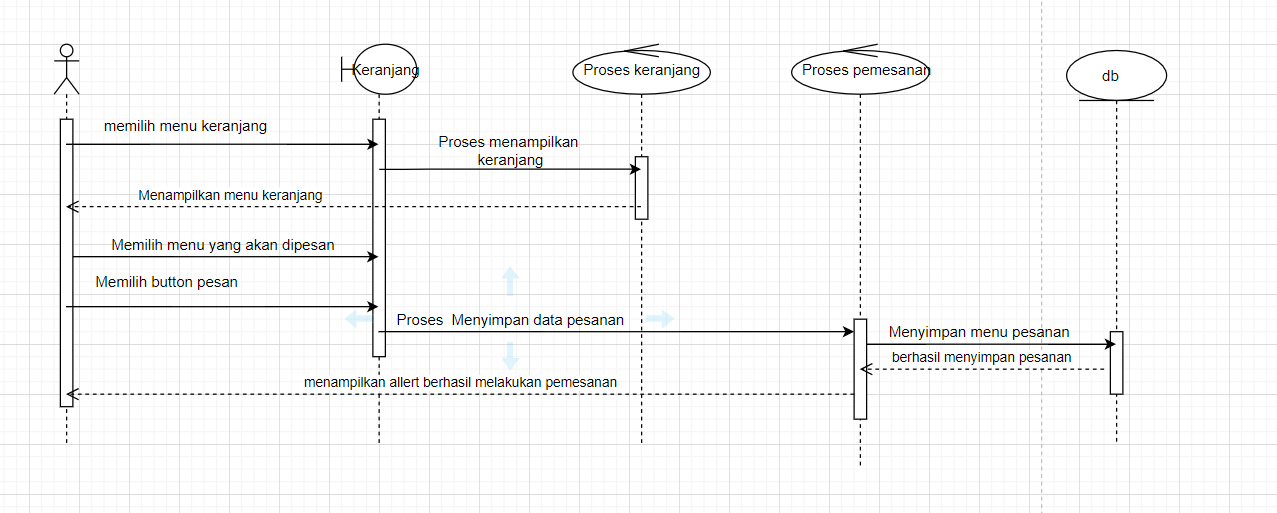 Keranjang
Proses keranjang
Proses pemesanan
db
memilih menu keranjang
Proses menampilkan
keranjang
Menampilkan menu keranjang
Memilih menu yang akan dipesan
Memilih button pesan
Proses  Menyimpan data pesanan
Menyimpan menu pesanan
berhasil menyimpan pesanan
menampilkan allert berhasil melakukan pemesanan